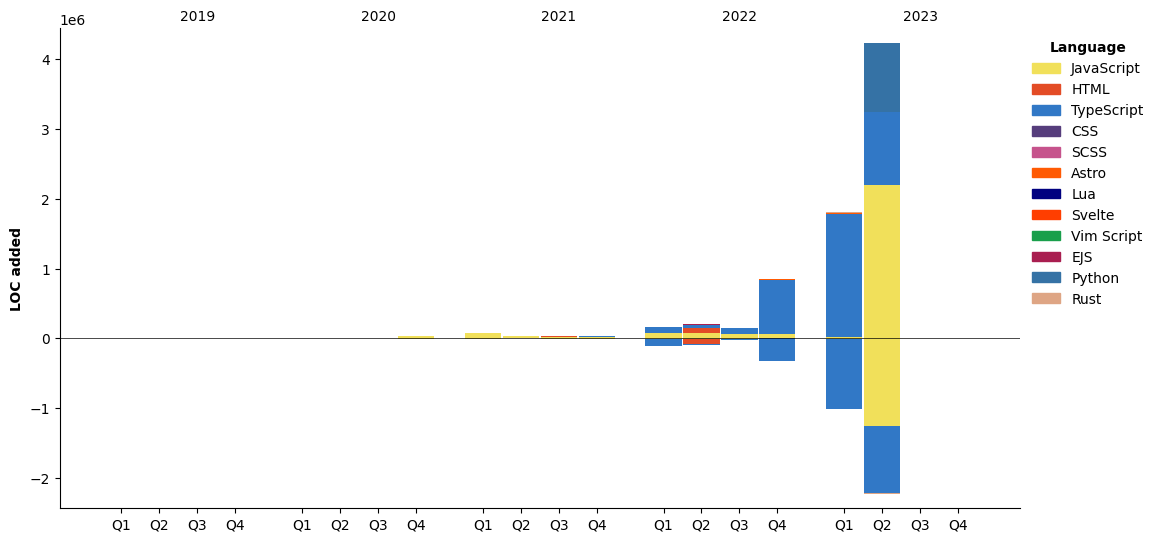 1e6
2019 2020 2021 2022 2023
Language
JavaScript
HTML
TypeScript
CSS
SCSS
Astro
Lua
Svelte
Vim Script
EJS
Python
Rust
LOC added
4
3
2
1
0
−1
−2
Q1 Q2 Q3 Q4 Q1 Q2 Q3 Q4 Q1 Q2 Q3 Q4 Q1 Q2 Q3 Q4 Q1 Q2 Q3 Q4